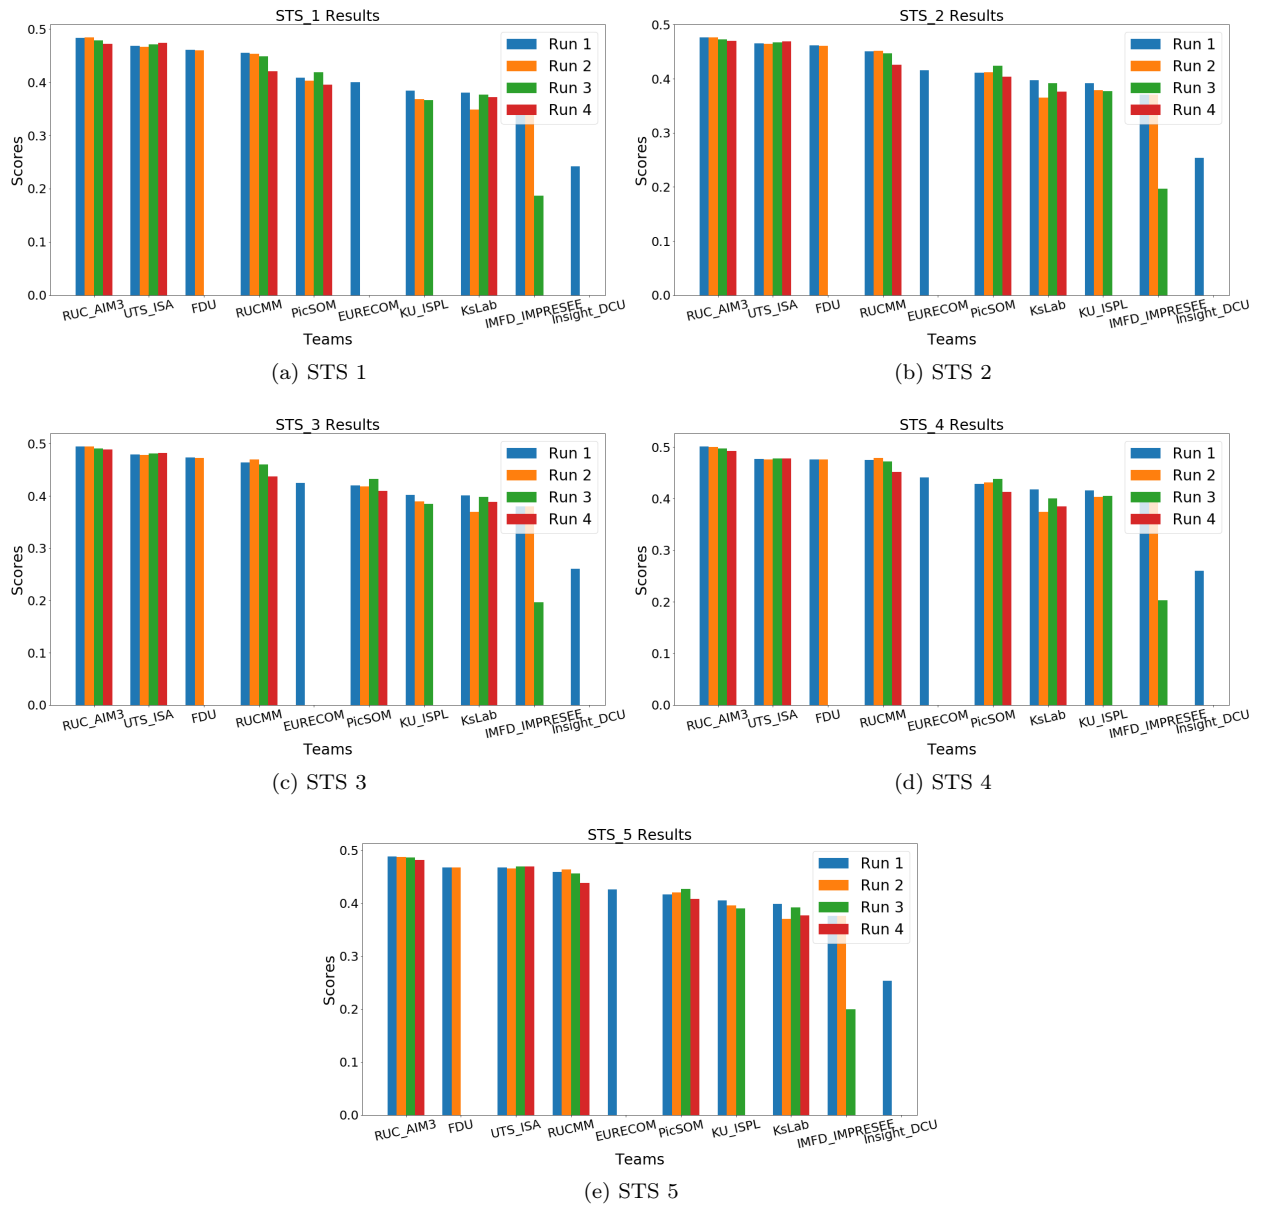 STS_1 Results
0.5
0.4
0.3
0.2
0.1
0.0
Scores
Run 1
Run 2
Run 3
Run 4
RUC_AIM3 UTS_ISA FDU RUCMM PicSOM EURECOM KU_ISPL KsLab IMFD_IMPRESEE Insight_DCU
Teams
(a) STS 1
STS_2 Results
0.5
0.4
0.3
0.2
0.1
0.0
Scores
Run 1
Run 2
Run 3
Run 4
RUC_AIM3 UTS_ISA FDU RUCMM EURECOM PicSOM KsLab KU_ISPL IMFD_IMPRESEE Insight_DCU
Teams
(b) STS 2
STS_3 Results
0.5
0.4
0.3
0.2
0.1
0.0
Scores
Run 1
Run 2
Run 3
Run 4
RUC_AIM3 UTS_ISA FDU RUCMM EURECOM PicSOM KU_ISPL KsLab IMFD_IMPRESEE Insight_DCU
Teams
(c) STS 3
STS_4 Results
0.5
0.4
0.3
0.2
0.1
0.0
Scores
Run 1
Run 2
Run 3
Run 4
RUC_AIM3 UTS_ISA FDU RUCMM EURECOM PicSOM KsLab KU_ISPL IMFD_IMPRESEE Insight_DCU
Teams
(d) STS 4
STS_5 Results
0.5
0.4
0.3
0.2
0.1
0.0
Scores
Run 1
Run 2
Run 3
Run 4
RUC_AIM3 FDU UTS_ISA RUCMM EURECOM PicSOM KU_ISPL KsLab IMFD_IMPRESEE Insight_DCU
Teams
(e) STS 5